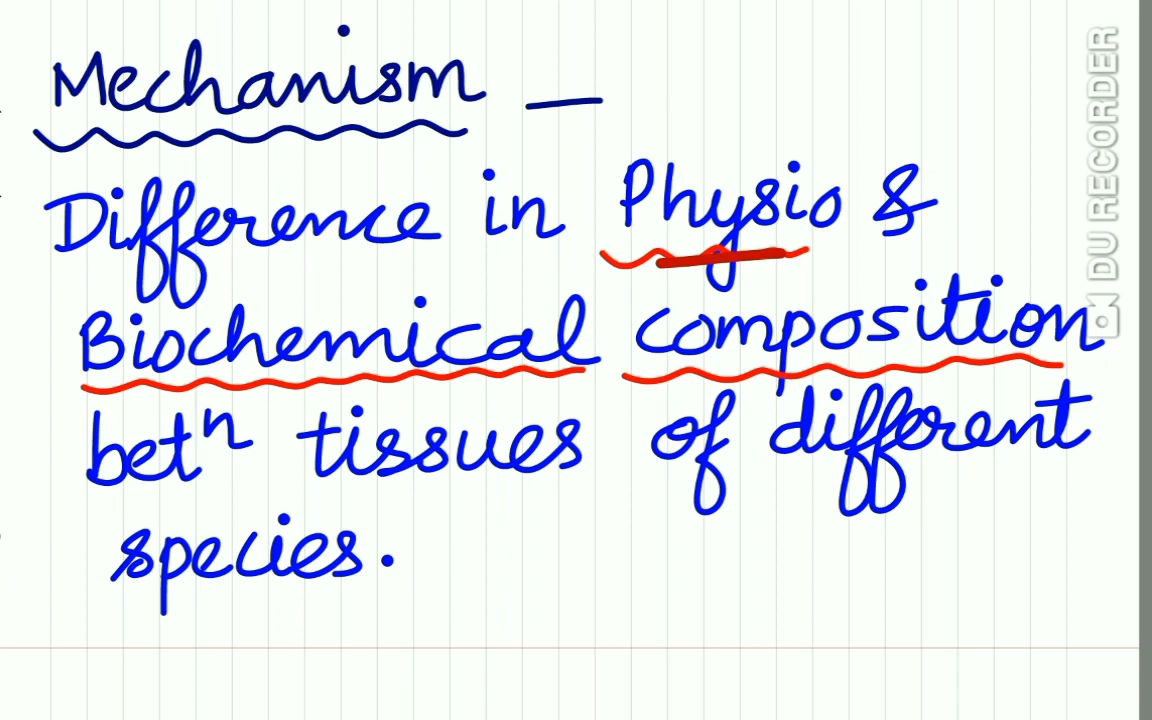 Mechanism —
Difference in Physio &
Biochemical composition
betⁿ tissues of different
species.
DU RECORDER